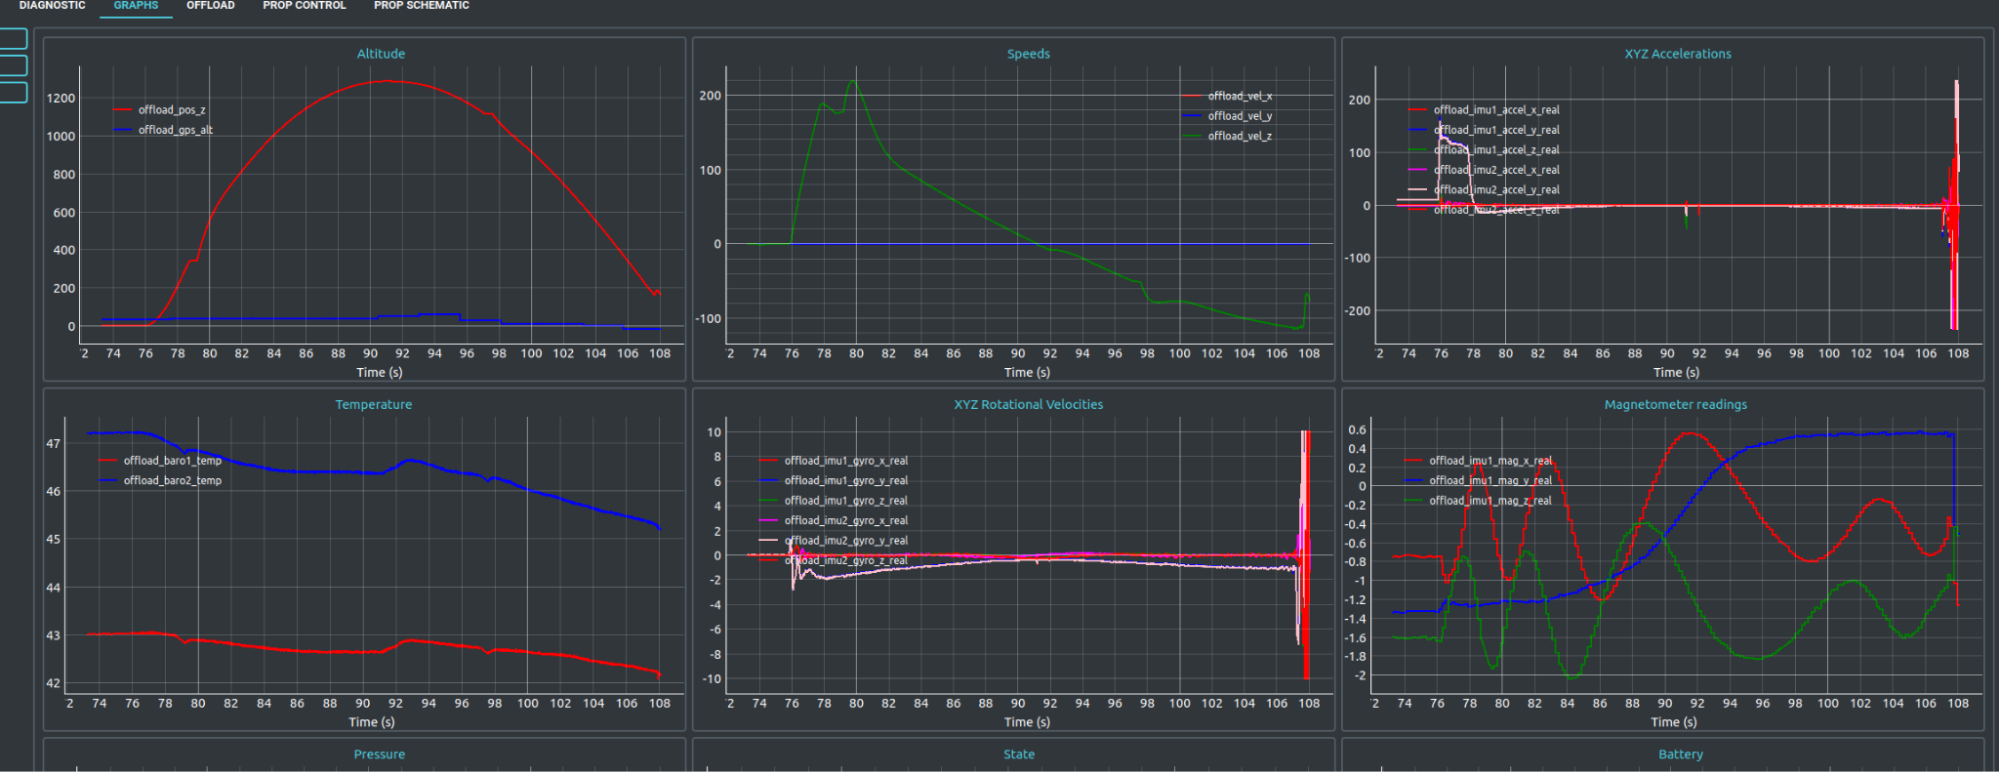 DIAGNOSTIC GRAPHS OFFLOAD PROP CONTROL PROP SCHEMATIC
Altitude
1200
1000
800
600
400
200
0
offload_pos_z
offload_gps_alt
'2 74 76 78 80 82 84 86 88 90 92 94 96 98 100 102 104 106 108
Time (s)
Speeds
200
100
0
-100
offload_vel_x
offload_vel_y
offload_vel_z
'2 74 76 78 80 82 84 86 88 90 92 94 96 98 100 102 104 106 108
Time (s)
XYZ Accelerations
200
100
0
-100
-200
offload_imu1_accel_x_real
offload_imu1_accel_y_real
offload_imu1_accel_z_real
offload_imu2_accel_x_real
offload_imu2_accel_y_real
offload_imu2_accel_z_real
'2 74 76 78 80 82 84 86 88 90 92 94 96 98 100 102 104 106 108
Time (s)
Temperature
47
46
45
44
43
42
offload_baro1_temp
offload_baro2_temp
2 74 76 78 80 82 84 86 88 90 92 94 96 98 100 102 104 106 108
Time (s)
XYZ Rotational Velocities
10
8
6
4
2
0
-2
-4
-6
-8
-10
offload_imu1_gyro_x_real
offload_imu1_gyro_y_real
offload_imu1_gyro_z_real
offload_imu2_gyro_x_real
offload_imu2_gyro_y_real
offload_imu2_gyro_z_real
'2 74 76 78 80 82 84 86 88 90 92 94 96 98 100 102 104 106 108
Time (s)
Magnetometer readings
0.6
0.4
0.2
0
-0.2
-0.4
-0.6
-0.8
-1
-1.2
-1.4
-1.6
-1.8
-2
offload_imu1_mag_x_real
offload_imu1_mag_y_real
offload_imu1_mag_z_real
'2 74 76 78 80 82 84 86 88 90 92 94 96 98 100 102 104 106 108
Time (s)
Pressure
State
Battery